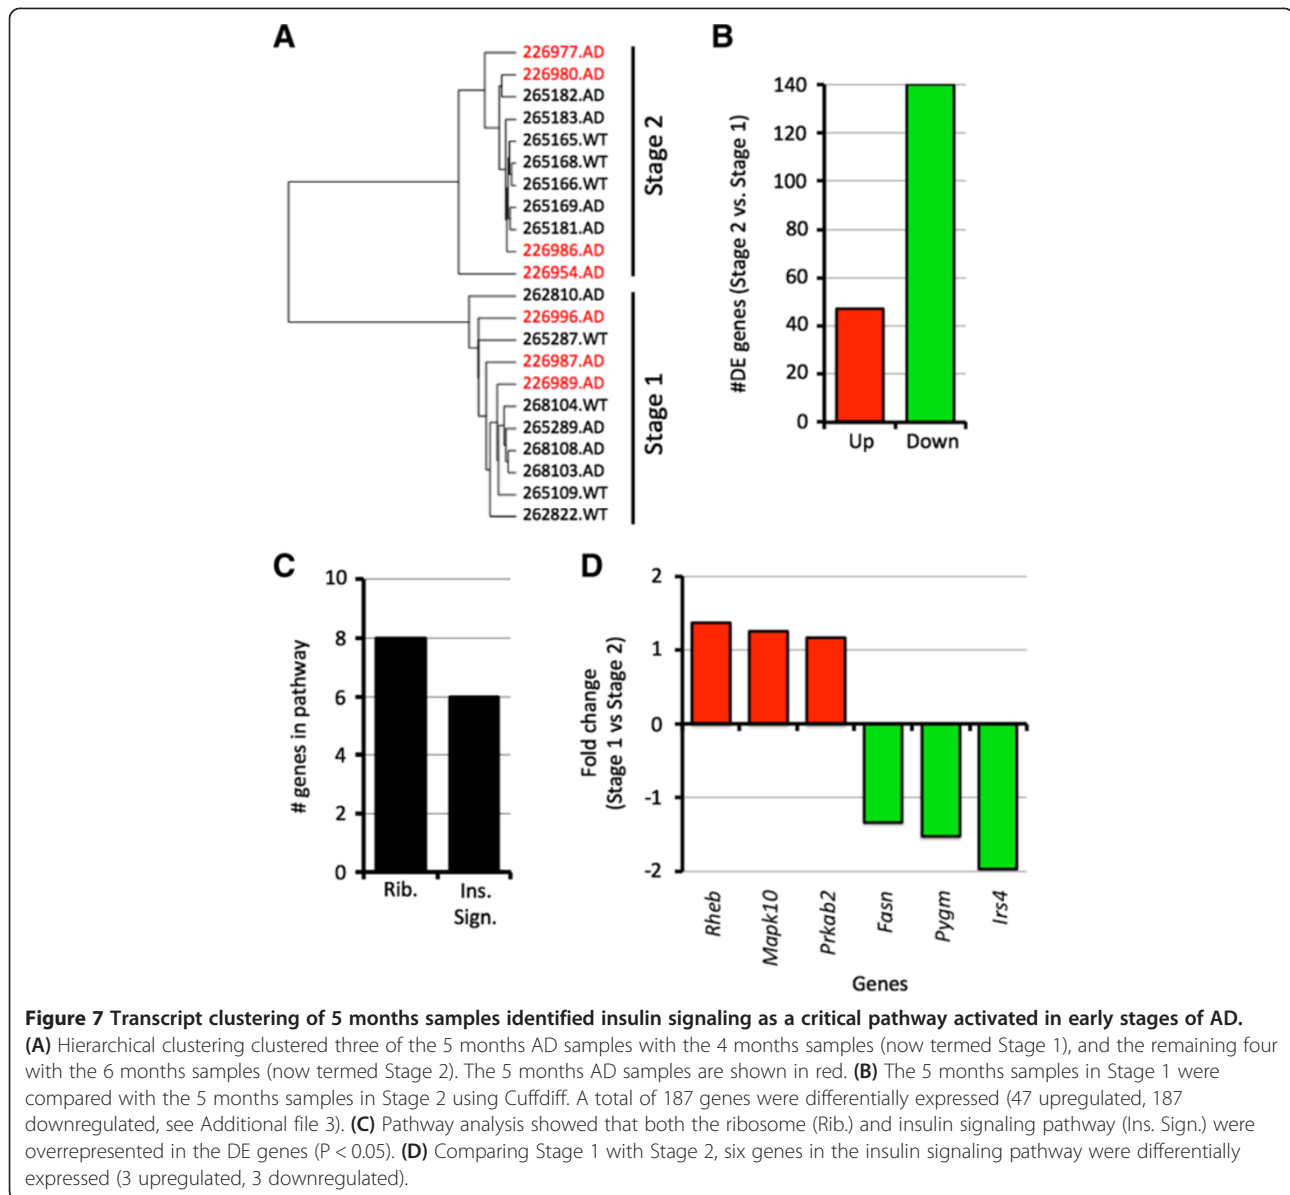 A
226977.AD
226980.AD
265182.AD
265183.AD
265165.WT
265168.WT
265166.WT
265169.AD
265181.AD
226986.AD
226954.AD
262810.AD
226996.AD
265287.WT
226987.AD
226989.AD
268104.WT
265289.AD
268108.AD
268103.AD
265109.WT
262822.WT
Stage 2
Stage 1
B
#DE genes (Stage 2 vs. Stage 1)
140
120
100
80
60
40
20
0
Up Down
C
# genes in pathway
10
8
6
4
2
0
Rib. Ins.
Sign.
D
Fold change
(Stage 1 vs Stage 2)
2
1
0
-1
-2
Rheb
Mapk10
Prkab2
Fasn
Pygm
Irs4
Genes
Figure 7 Transcript clustering of 5 months samples identified insulin signaling as a critical pathway activated in early stages of AD.
(A) Hierarchical clustering clustered three of the 5 months AD samples with the 4 months samples (now termed Stage 1), and the remaining four
with the 6 months samples (now termed Stage 2). The 5 months AD samples are shown in red. (B) The 5 months samples in Stage 1 were
compared with the 5 months samples in Stage 2 using Cuffdiff. A total of 187 genes were differentially expressed (47 upregulated, 187
downregulated, see Additional file 3). (C) Pathway analysis showed that both the ribosome (Rib.) and insulin signaling pathway (Ins. Sign.) were
overrepresented in the DE genes (P < 0.05). (D) Comparing Stage 1 with Stage 2, six genes in the insulin signaling pathway were differentially
expressed (3 upregulated, 3 downregulated).